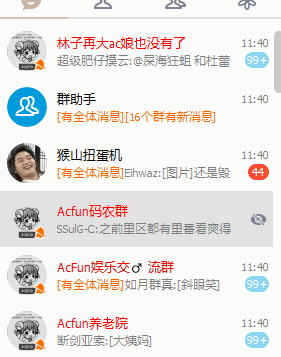 林子再大ac娘也没有了 11:40
超级肥仔摸云:@屎海狂蛆 和杜蕾 99+
群助手 11:40
[有全体消息][16个群有新消息]
猴山扭蛋机 11:40
[有全体消息]Eihwaz:[图片]还是毁 44
Acfun码农群
SSulG-C:之前里区都有里番看爽得
AcFun娱乐交♂流群 11:40
[有全体消息]如月群真:[斜眼笑] 99+
Acfun养老院 11:40
断剑亚索:[大姨妈] 99+